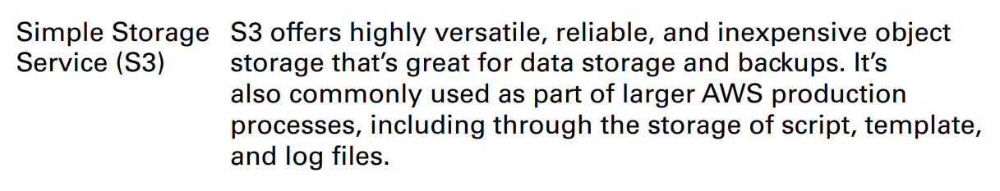 Simple Storage Service (S3)
S3 offers highly versatile, reliable, and inexpensive object
storage that’s great for data storage and backups. It’s
also commonly used as part of larger AWS production
processes, including through the storage of script, template,
and log files.